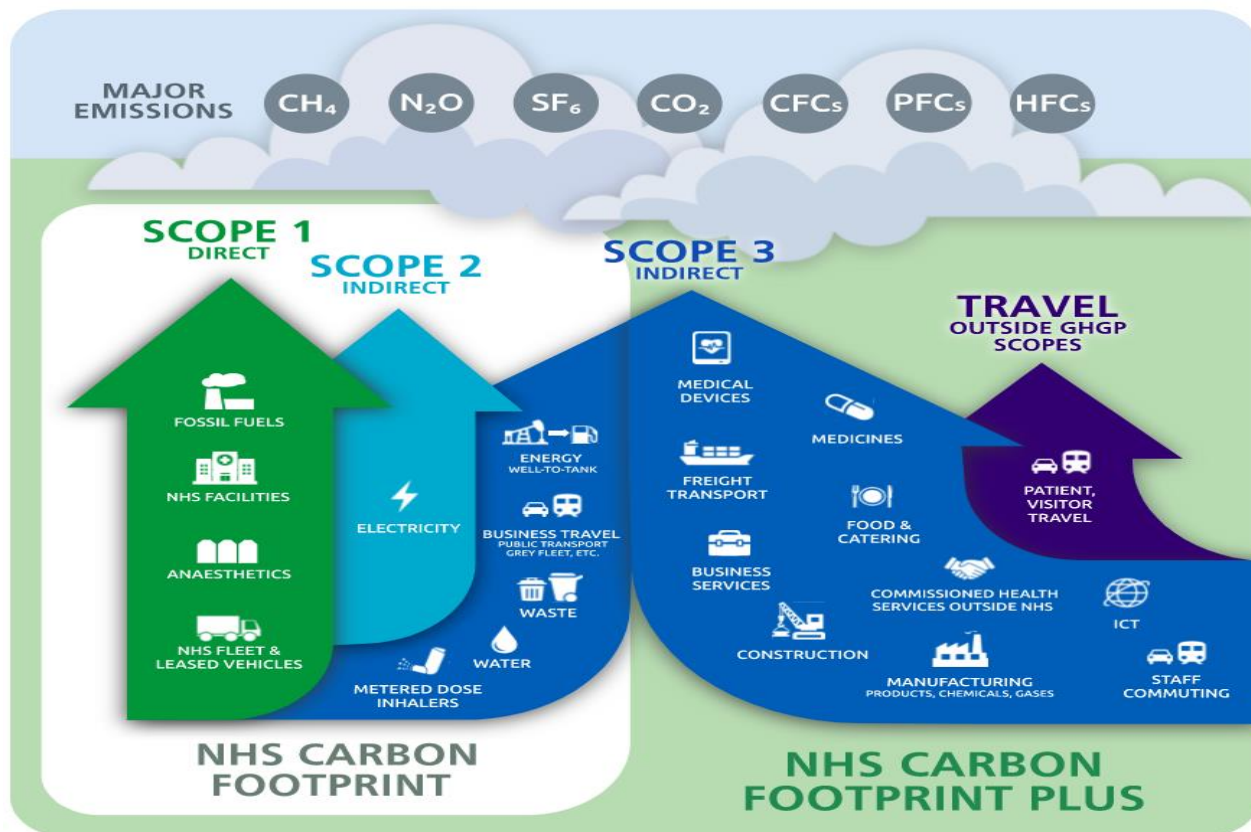 MAJOR
EMISSIONS
CH₄
N₂O
SF₆
CO₂
CFCs
PFCs
HFCs
SCOPE 1
DIRECT
SCOPE 2
INDIRECT
SCOPE 3
INDIRECT
TRAVEL
OUTSIDE GHGP
SCOPES
FOSSIL FUELS
NHS FACILITIES
ANAESTHETICS
NHS FLEET &
LEASED VEHICLES
ELECTRICITY
ENERGY
WELL-TO-TANK
BUSINESS TRAVEL
PUBLIC TRANSPORT
GREY FLEET, ETC.
WASTE
WATER
METERED DOSE
INHALERS
MEDICAL
DEVICES
MEDICINES
FREIGHT
TRANSPORT
FOOD &
CATERING
BUSINESS
SERVICES
COMMISSIONED HEALTH
SERVICES OUTSIDE NHS
CONSTRUCTION
MANUFACTURING
PRODUCTS, CHEMICALS, GASES
ICT
STAFF
COMMUTING
PATIENT,
VISITOR
TRAVEL
NHS CARBON
FOOTPRINT
NHS CARBON
FOOTPRINT PLUS